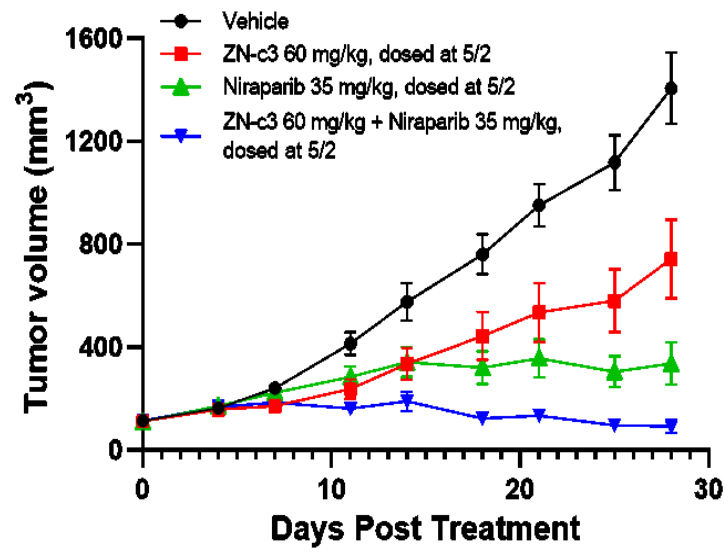 Vehicle
ZN-c3 60 mg/kg, dosed at 5/2
Niraparib 35 mg/kg, dosed at 5/2
ZN-c3 60 mg/kg + Niraparib 35 mg/kg,
dosed at 5/2
Tumor volume (mm³)
1600
1200
800
400
0
0
10
20
30
Days Post Treatment